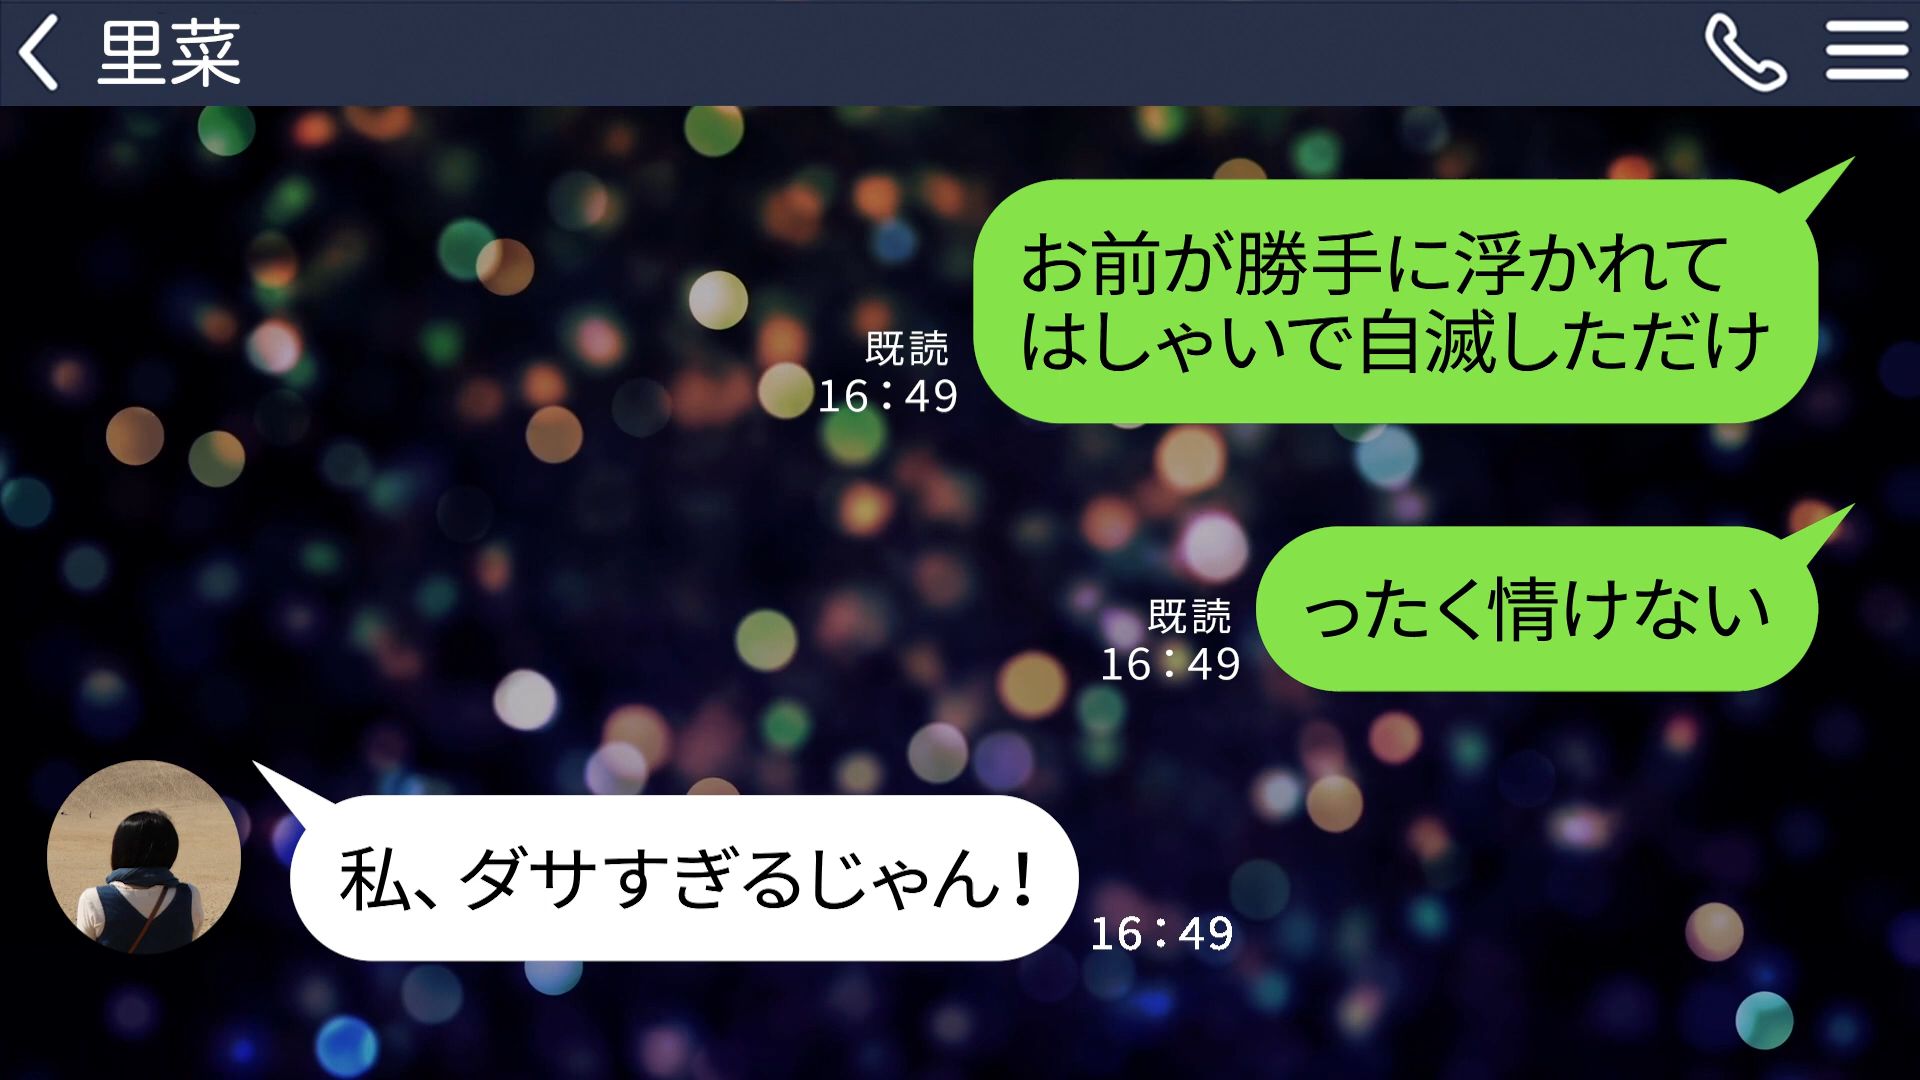 里菜
お前が勝手に浮かれて
はしゃいで自滅しただけ
既読
16:49
ったく情けない
既読
16:49
私、ダサすぎるじゃん!
16:49